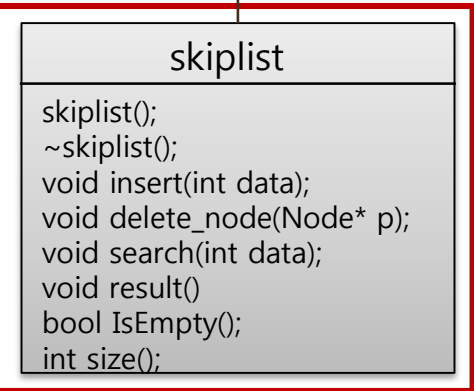 skiplist
skiplist();
~skiplist();
void insert(int data);
void delete_node(Node* p);
void search(int data);
void result()
bool IsEmpty();
int size();